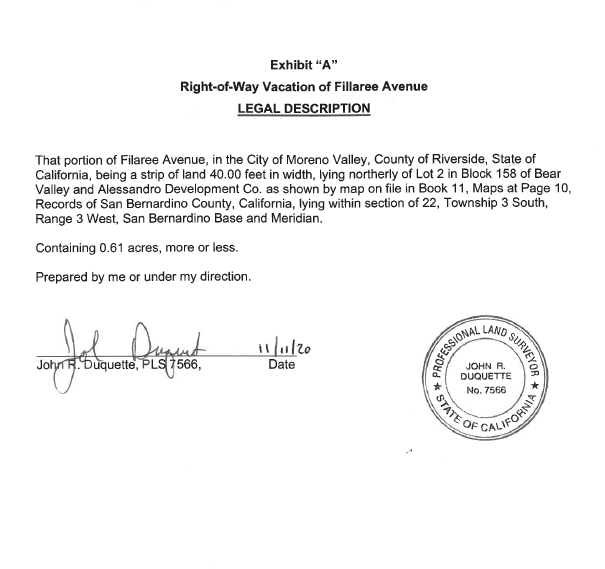 Exhibit “A”
Right-of-Way Vacation of Fillaree Avenue
LEGAL DESCRIPTION
That portion of Filaree Avenue, in the City of Moreno Valley, County of Riverside, State of
California, being a strip of land 40.00 feet in width, lying northerly of Lot 2 in Block 158 of Bear
Valley and Alessandro Development Co. as shown by map on file in Book 11, Maps at Page 10,
Records of San Bernardino County, California, lying within section of 22, Township 3 South,
Range 3 West, San Bernardino Base and Meridian.
Containing 0.61 acres, more or less.
Prepared by me or under my direction.
11/11/20
John R. Duquette, PLS 7566, Date
PROFESSIONAL LAND SURVEYOR
JOHN R.
DUQUETTE
No. 7566
STATE OF CALIFORNIA